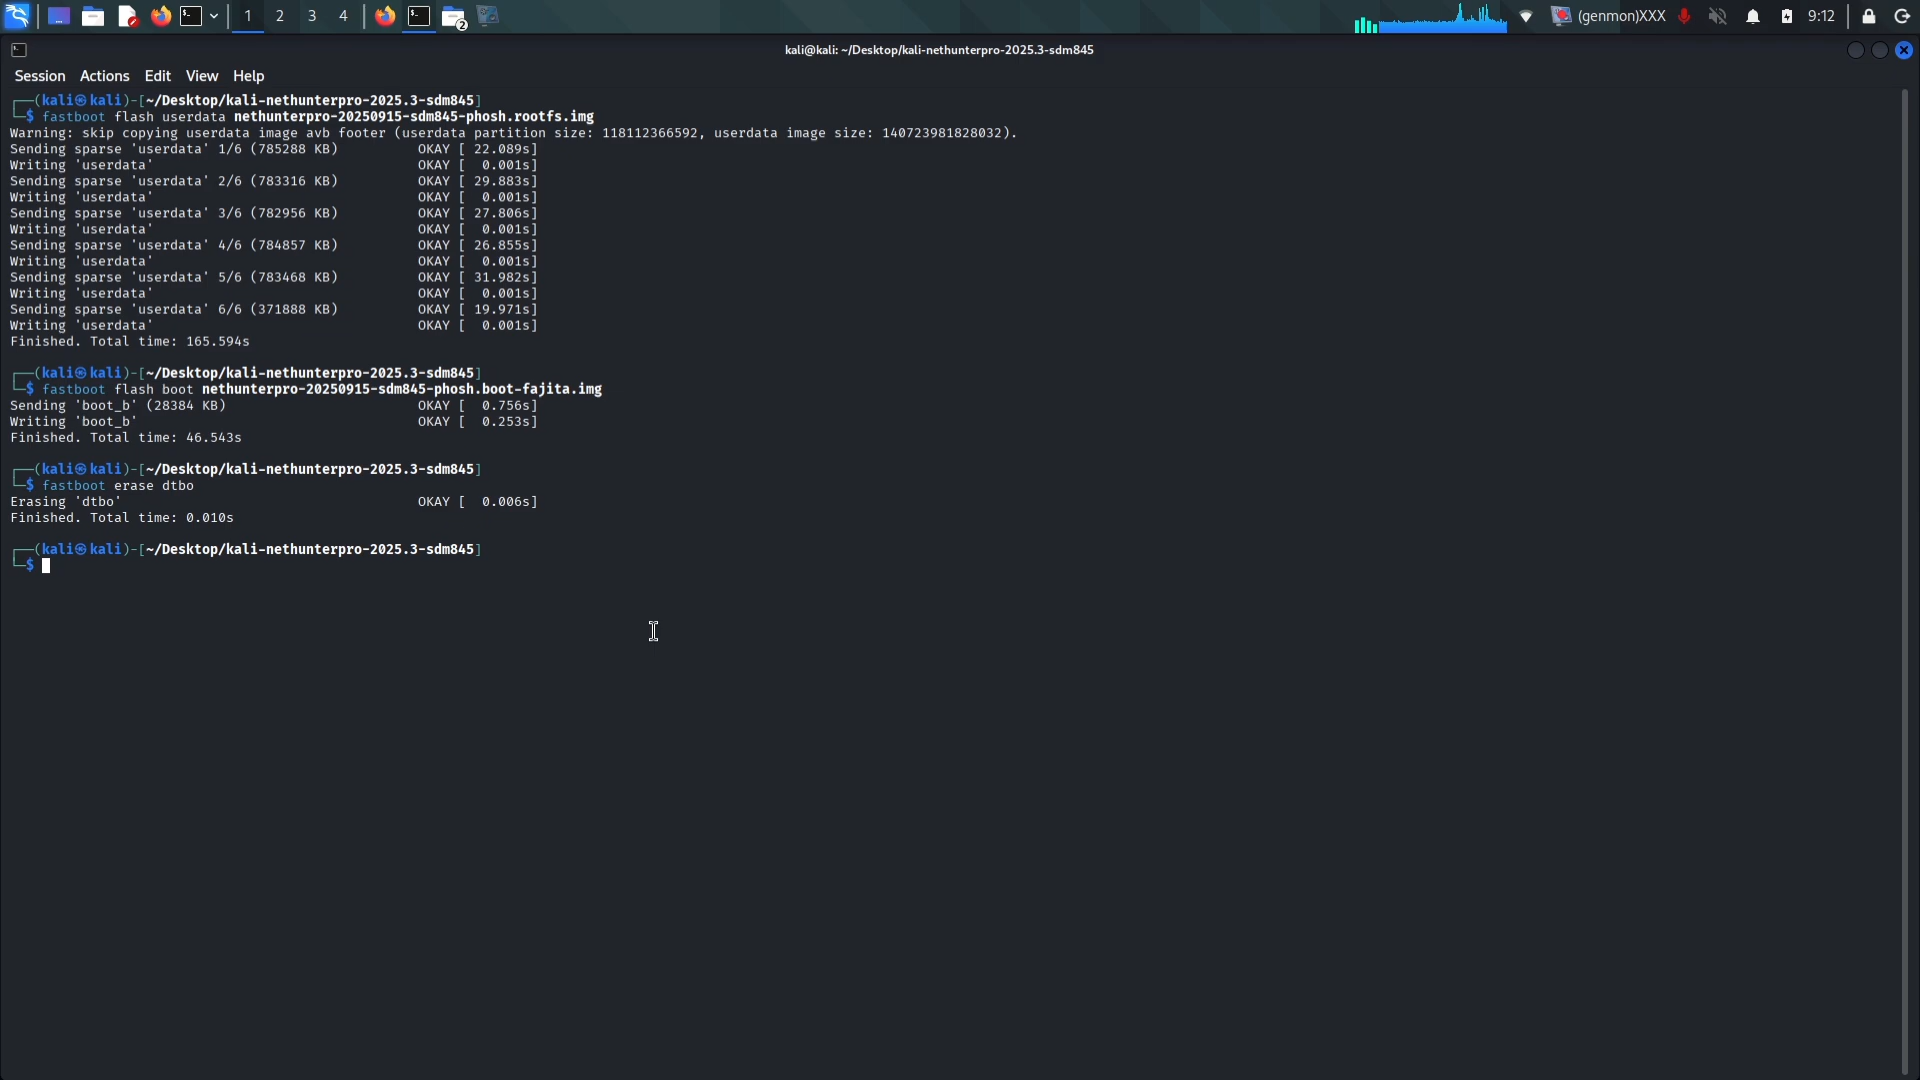 1 2 3 4 2 (genmon)XXX 9:12
kali@kali: ~/Desktop/kali-nethunterpro-2025.3-sdm845
Session Actions Edit View Help
┌──(kali㉿kali)-[~/Desktop/kali-nethunterpro-2025.3-sdm845]
└─$ fastboot flash userdata nethunterpro-20250915-sdm845-phosh.rootfs.img
Warning: skip copying userdata image avb footer (userdata partition size: 118112366592, userdata image size: 140723981828032).
Sending sparse 'userdata' 1/6 (785288 KB) OKAY [ 22.089s]
Writing 'userdata' OKAY [ 0.001s]
Sending sparse 'userdata' 2/6 (783316 KB) OKAY [ 29.883s]
Writing 'userdata' OKAY [ 0.001s]
Sending sparse 'userdata' 3/6 (782956 KB) OKAY [ 27.806s]
Writing 'userdata' OKAY [ 0.001s]
Sending sparse 'userdata' 4/6 (784857 KB) OKAY [ 26.855s]
Writing 'userdata' OKAY [ 0.001s]
Sending sparse 'userdata' 5/6 (783468 KB) OKAY [ 31.982s]
Writing 'userdata' OKAY [ 0.001s]
Sending sparse 'userdata' 6/6 (371888 KB) OKAY [ 19.971s]
Writing 'userdata' OKAY [ 0.001s]
Finished. Total time: 165.594s
┌──(kali㉿kali)-[~/Desktop/kali-nethunterpro-2025.3-sdm845]
└─$ fastboot flash boot nethunterpro-20250915-sdm845-phosh.boot-fajita.img
Sending 'boot_b' (28384 KB) OKAY [ 0.756s]
Writing 'boot_b' OKAY [ 0.253s]
Finished. Total time: 46.543s
┌──(kali㉿kali)-[~/Desktop/kali-nethunterpro-2025.3-sdm845]
└─$ fastboot erase dtbo
Erasing 'dtbo' OKAY [ 0.006s]
Finished. Total time: 0.010s
┌──(kali㉿kali)-[~/Desktop/kali-nethunterpro-2025.3-sdm845]
└─$